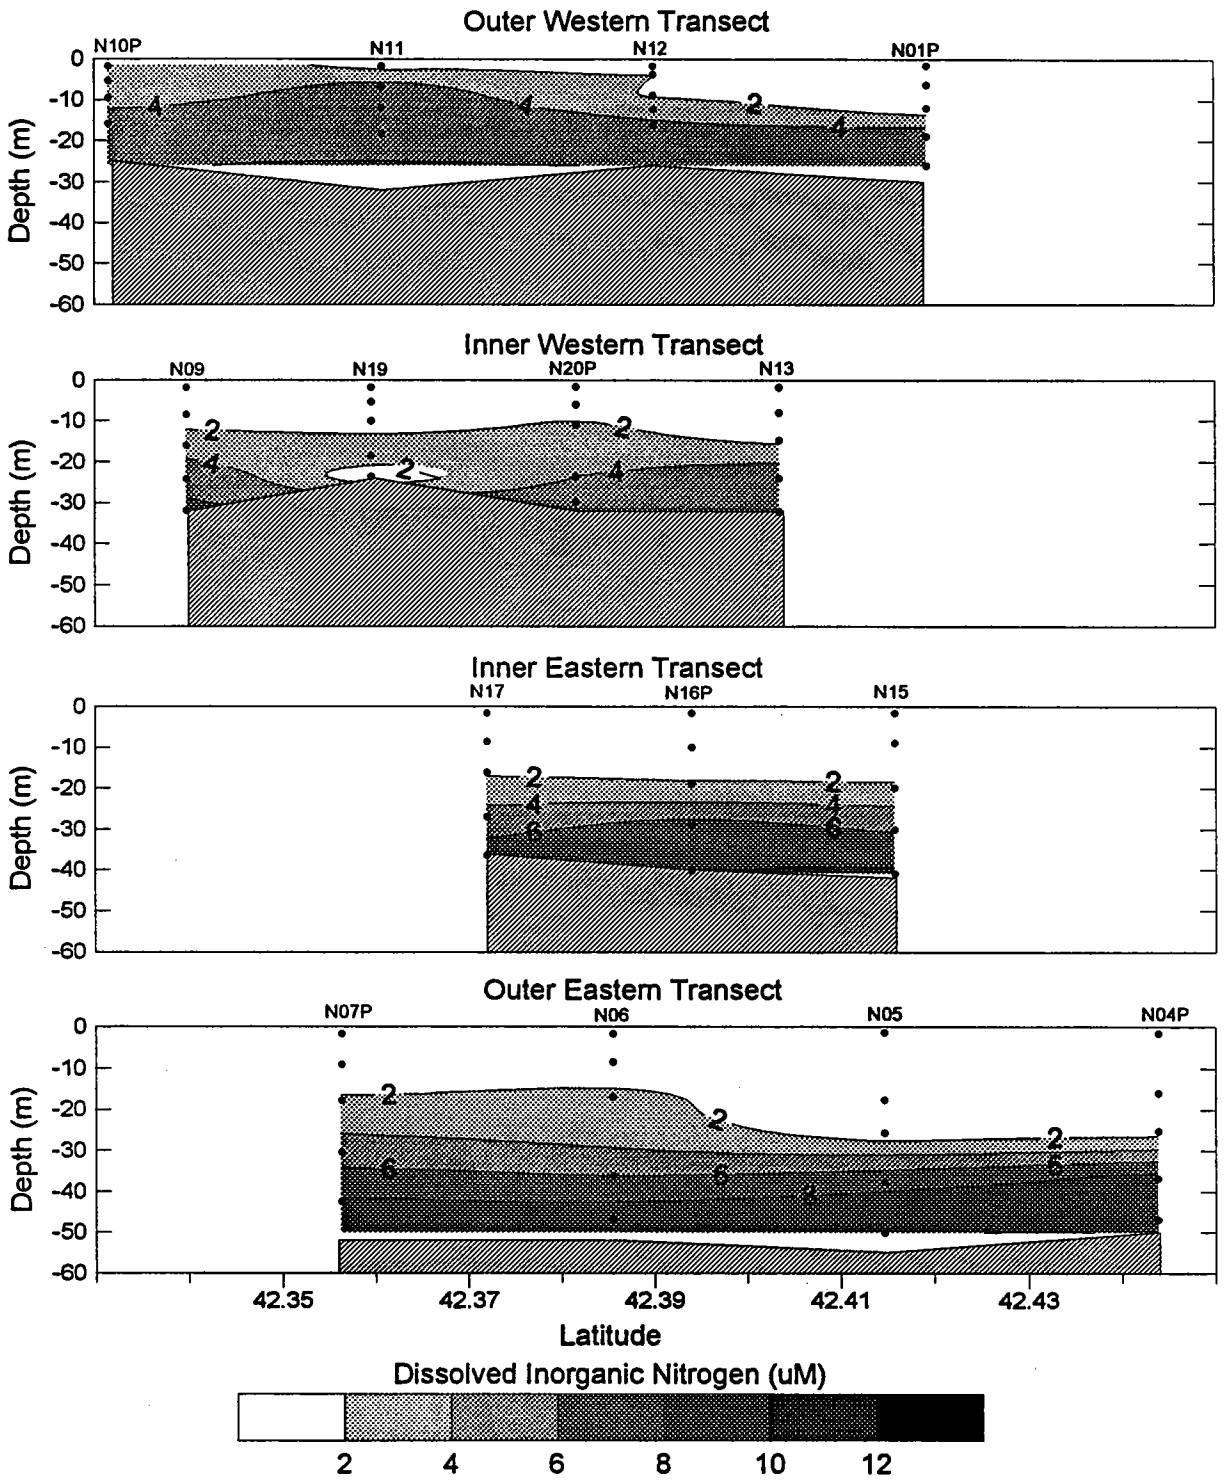 Outer Western Transect
N10P N11 N12 N01P
0
-10
-20
-30
-40
-50
-60
Depth (m)
4 4 2 4
Inner Western Transect
N09 N19 N20P N13
0
-10
-20
-30
-40
-50
-60
Depth (m)
2 2
4 2 4
Inner Eastern Transect
N17 N16P N15
0
-10
-20
-30
-40
-50
-60
Depth (m)
2 2
4 4
6 6
Outer Eastern Transect
N07P N06 N05 N04P
0
-10
-20
-30
-40
-50
-60
Depth (m)
2 2 2
6 6 6
42.35 42.37 42.39 42.41 42.43
Latitude
Dissolved Inorganic Nitrogen (uM)
2 4 6 8 10 12